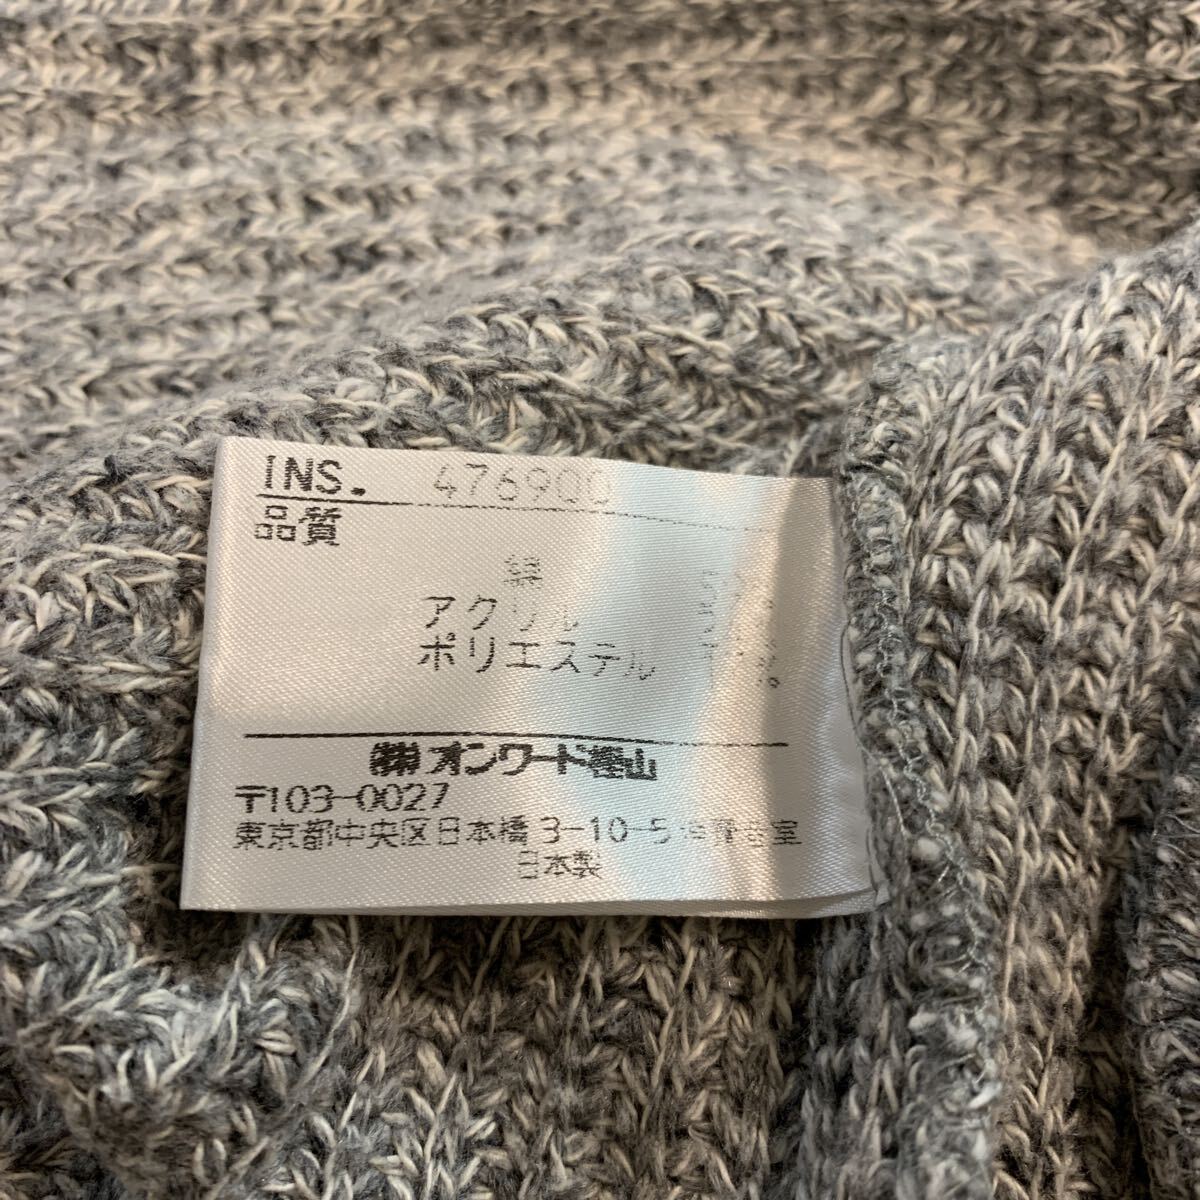 INS. 476900
品質
綿
アクリル
ポリエステル
㈱オンワード樫山
〒103-0027
東京都中央区日本橋3-10-5 室
日本製